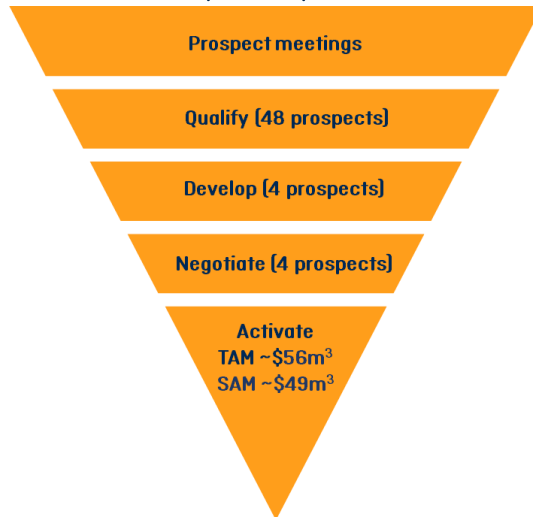 Prospect meetings
Qualify (48 prospects)
Develop (4 prospects)
Negotiate (4 prospects)
Activate
TAM ~$56m³
SAM ~$49m³